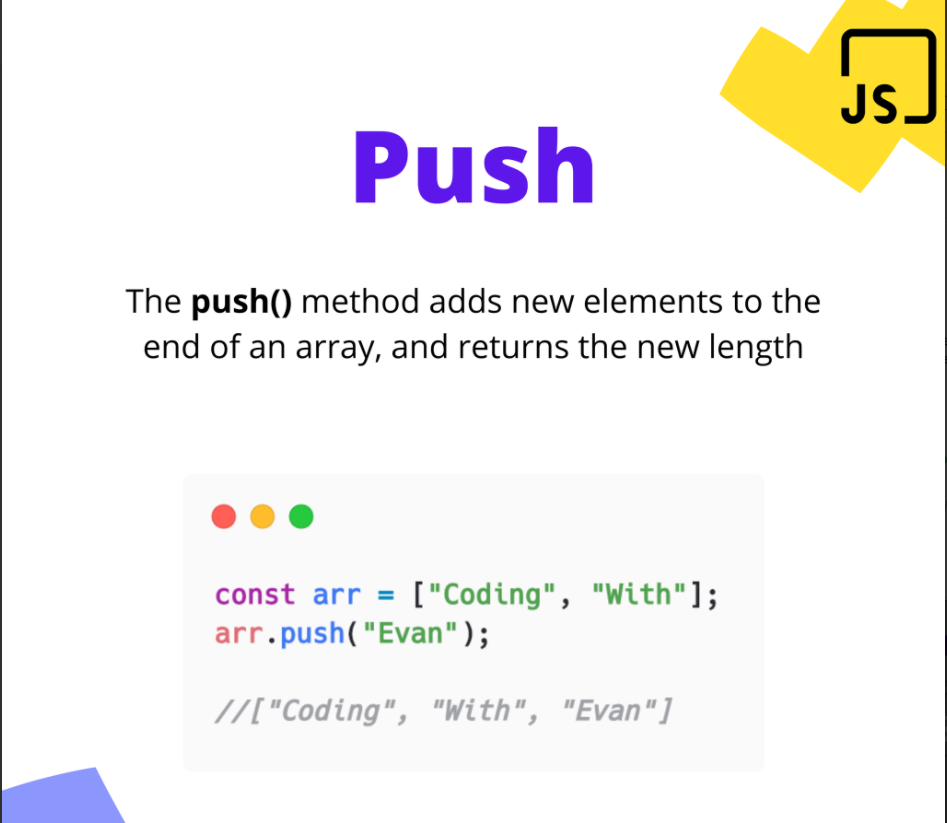 JS
Push
The push() method adds new elements to the
end of an array, and returns the new length
const arr = ["Coding", "With"];
arr.push("Evan");
//["Coding", "With", "Evan"]